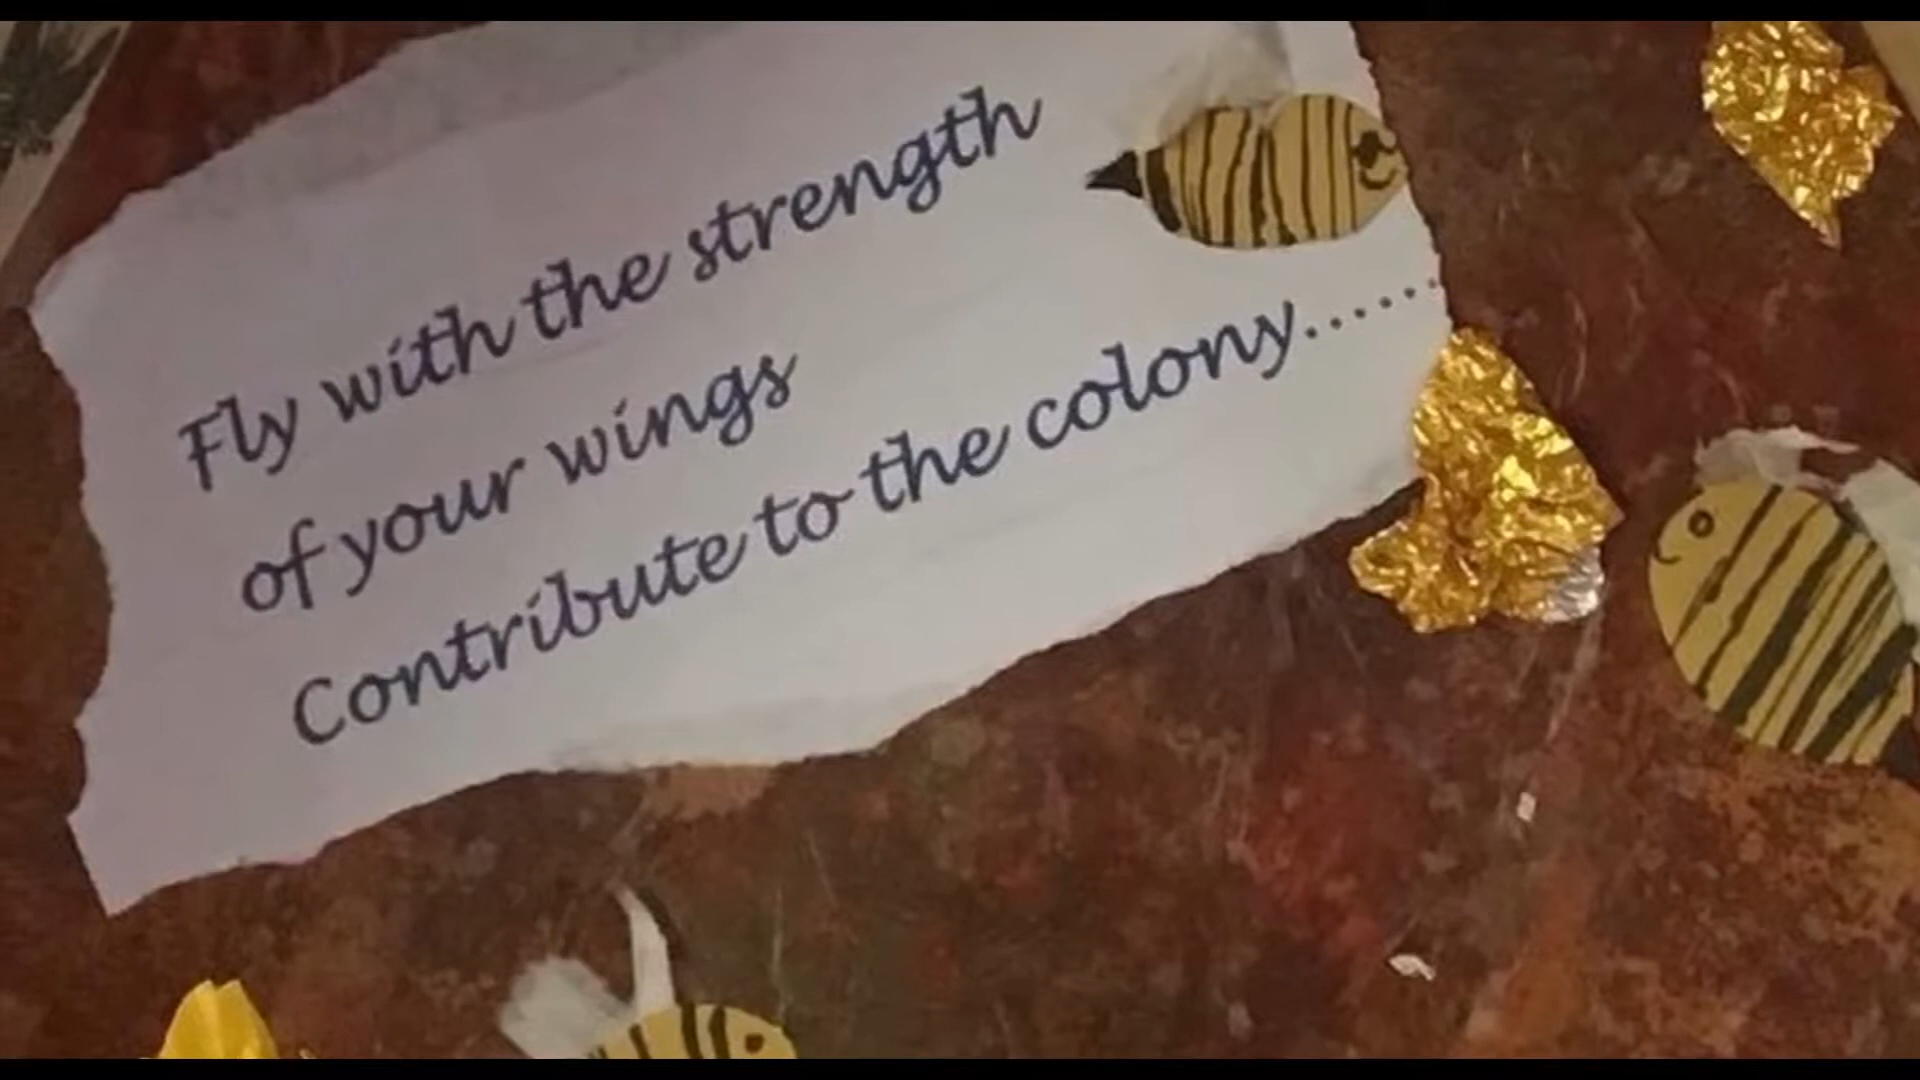 Fly with the strength
of your wings
Contribute to the colony......